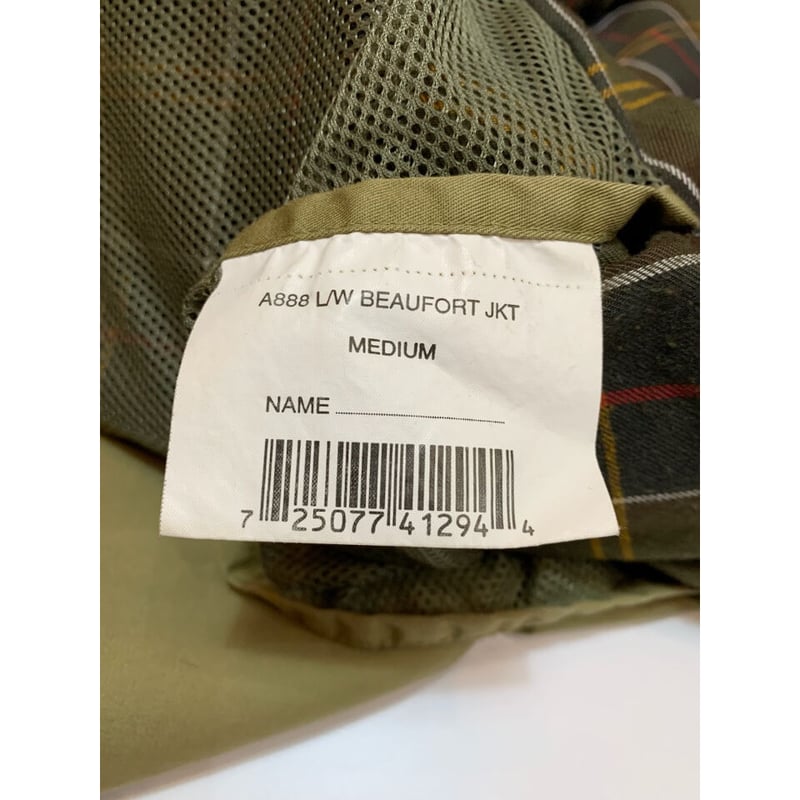 A888 L/W BEAUFORT JKT
MEDIUM
NAME
7 25077 41294 4